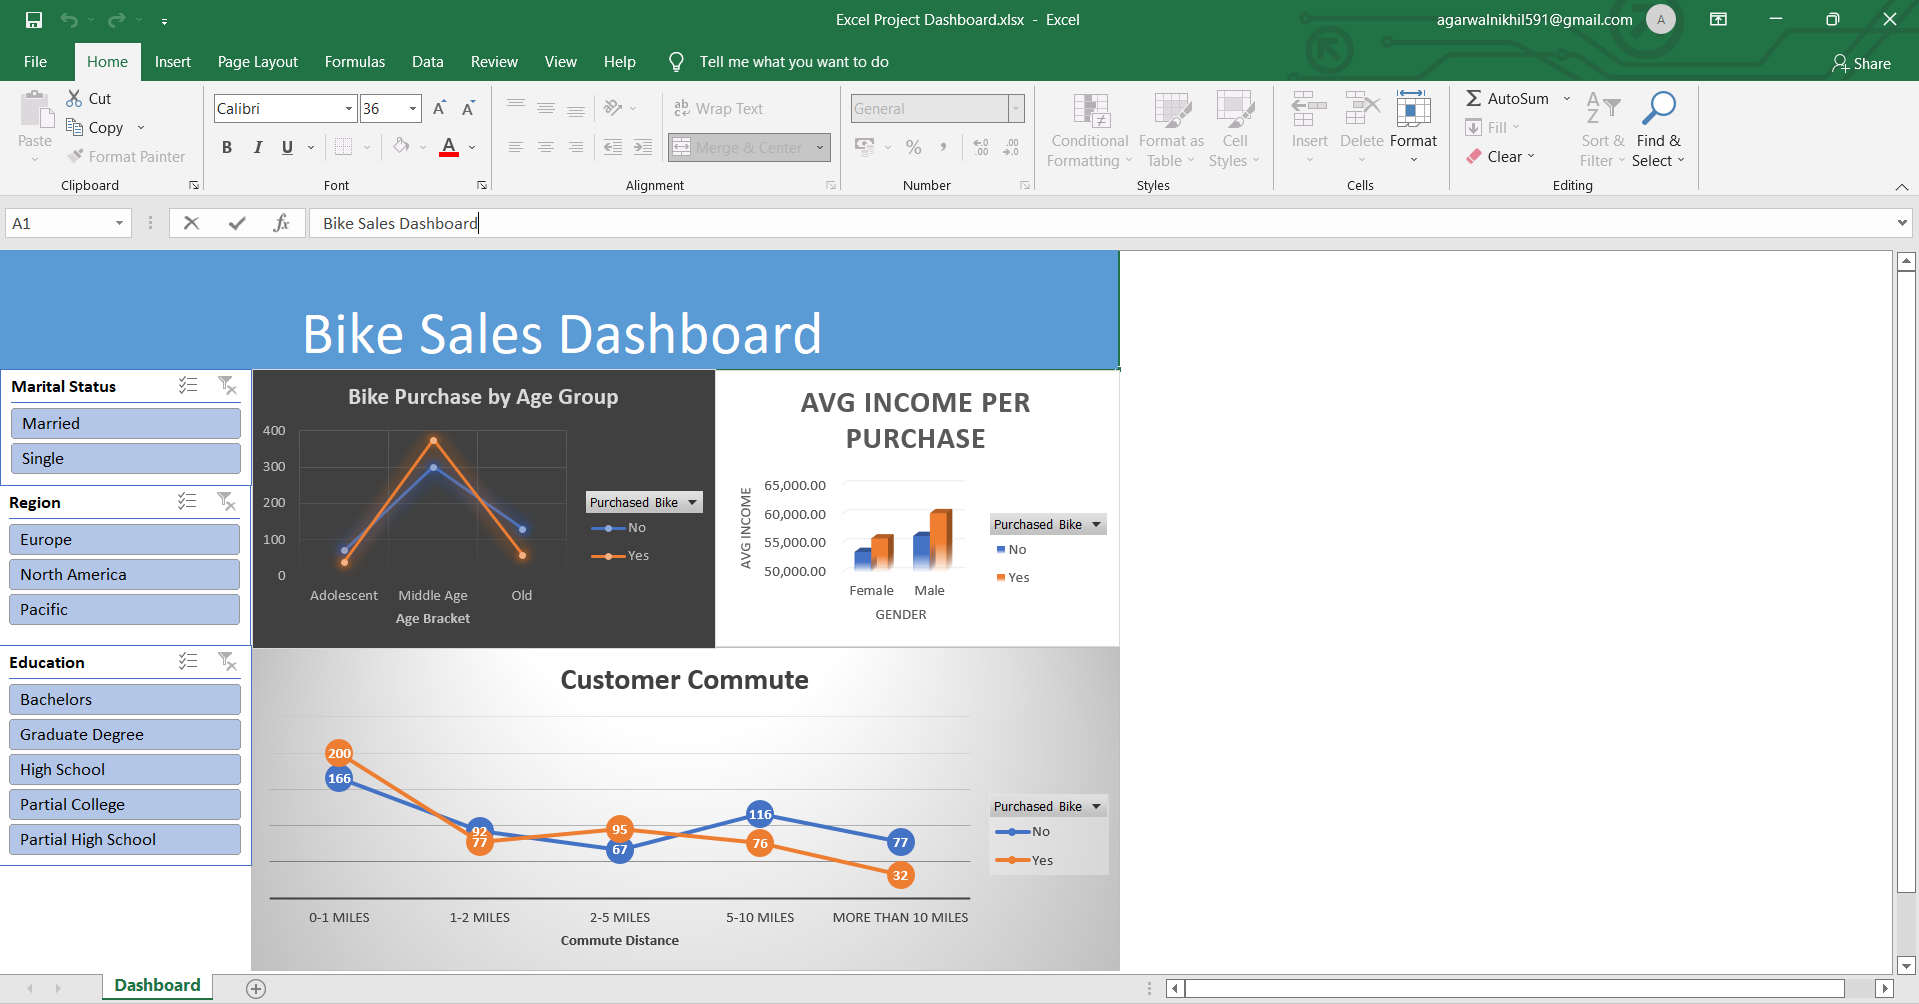 Excel Project Dashboard.xlsx - Excel
agarwalnikhil591@gmail.com
A
File
Home
Insert
Page Layout
Formulas
Data
Review
View
Help
Tell me what you want to do
Share
Paste
Cut
Copy
Format Painter
Clipboard
Calibri
36
A A
B I U
A
Font
Wrap Text
Merge & Center
Alignment
General
%
Number
Conditional
Formatting
Format as
Table
Cell
Styles
Styles
Insert
Delete
Format
Cells
AutoSum
Fill
Clear
Sort &
Filter
Find &
Select
Editing
A1
fx
Bike Sales Dashboard
Bike Sales Dashboard
Marital Status
Married
Single
Region
Europe
North America
Pacific
Education
Bachelors
Graduate Degree
High School
Partial College
Partial High School
Bike Purchase by Age Group
400
300
200
100
0
Adolescent
Middle Age
Old
Age Bracket
Purchased Bike
No
Yes
AVG INCOME PER
PURCHASE
AVG INCOME
65,000.00
60,000.00
55,000.00
50,000.00
Female
Male
GENDER
Purchased Bike
No
Yes
Customer Commute
200
166
92
77
95
67
116
76
77
32
0-1 MILES
1-2 MILES
2-5 MILES
5-10 MILES
MORE THAN 10 MILES
Commute Distance
Purchased Bike
No
Yes
Dashboard